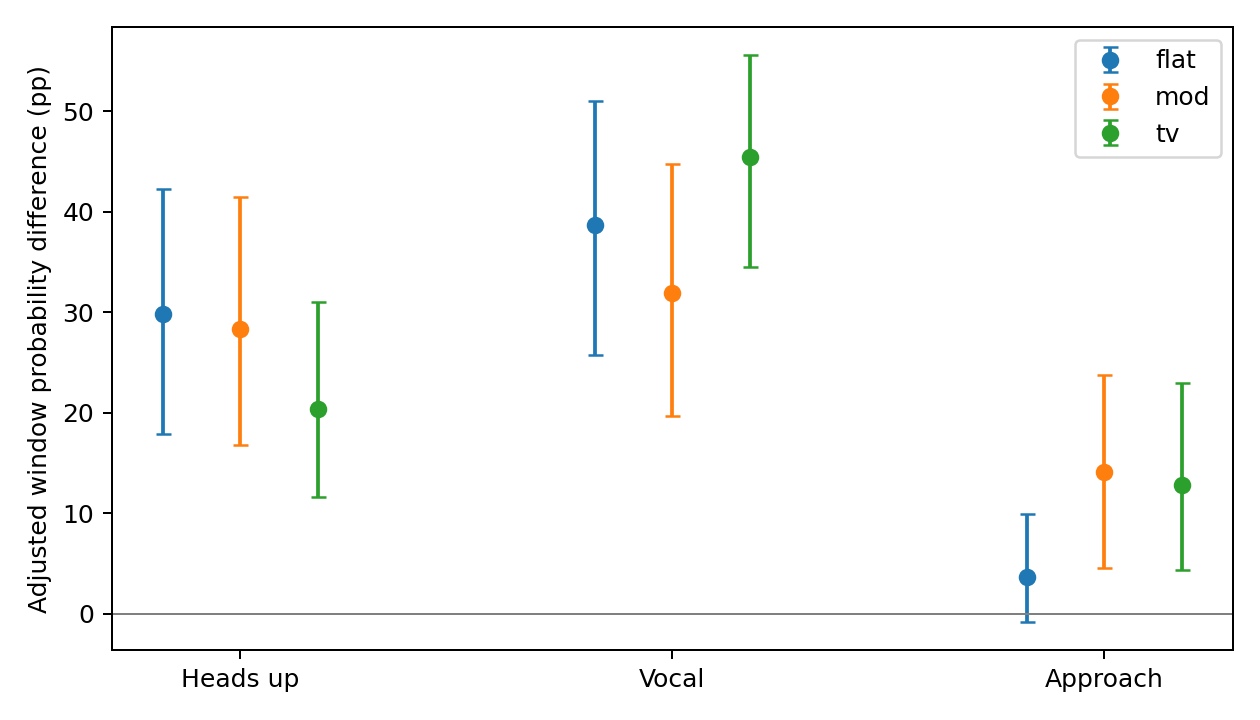 Adjusted window probability difference (pp)
50
40
30
20
10
0
Heads up
Vocal
Approach
flat
mod
tv